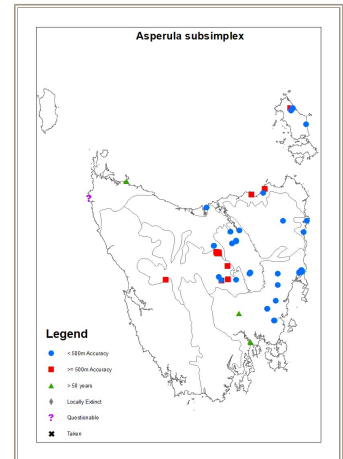 Asperula subsimplex
Legend
< 500m Accuracy
>= 500m Accuracy
> 50 years
Locally Extinct
Questionable
Taken